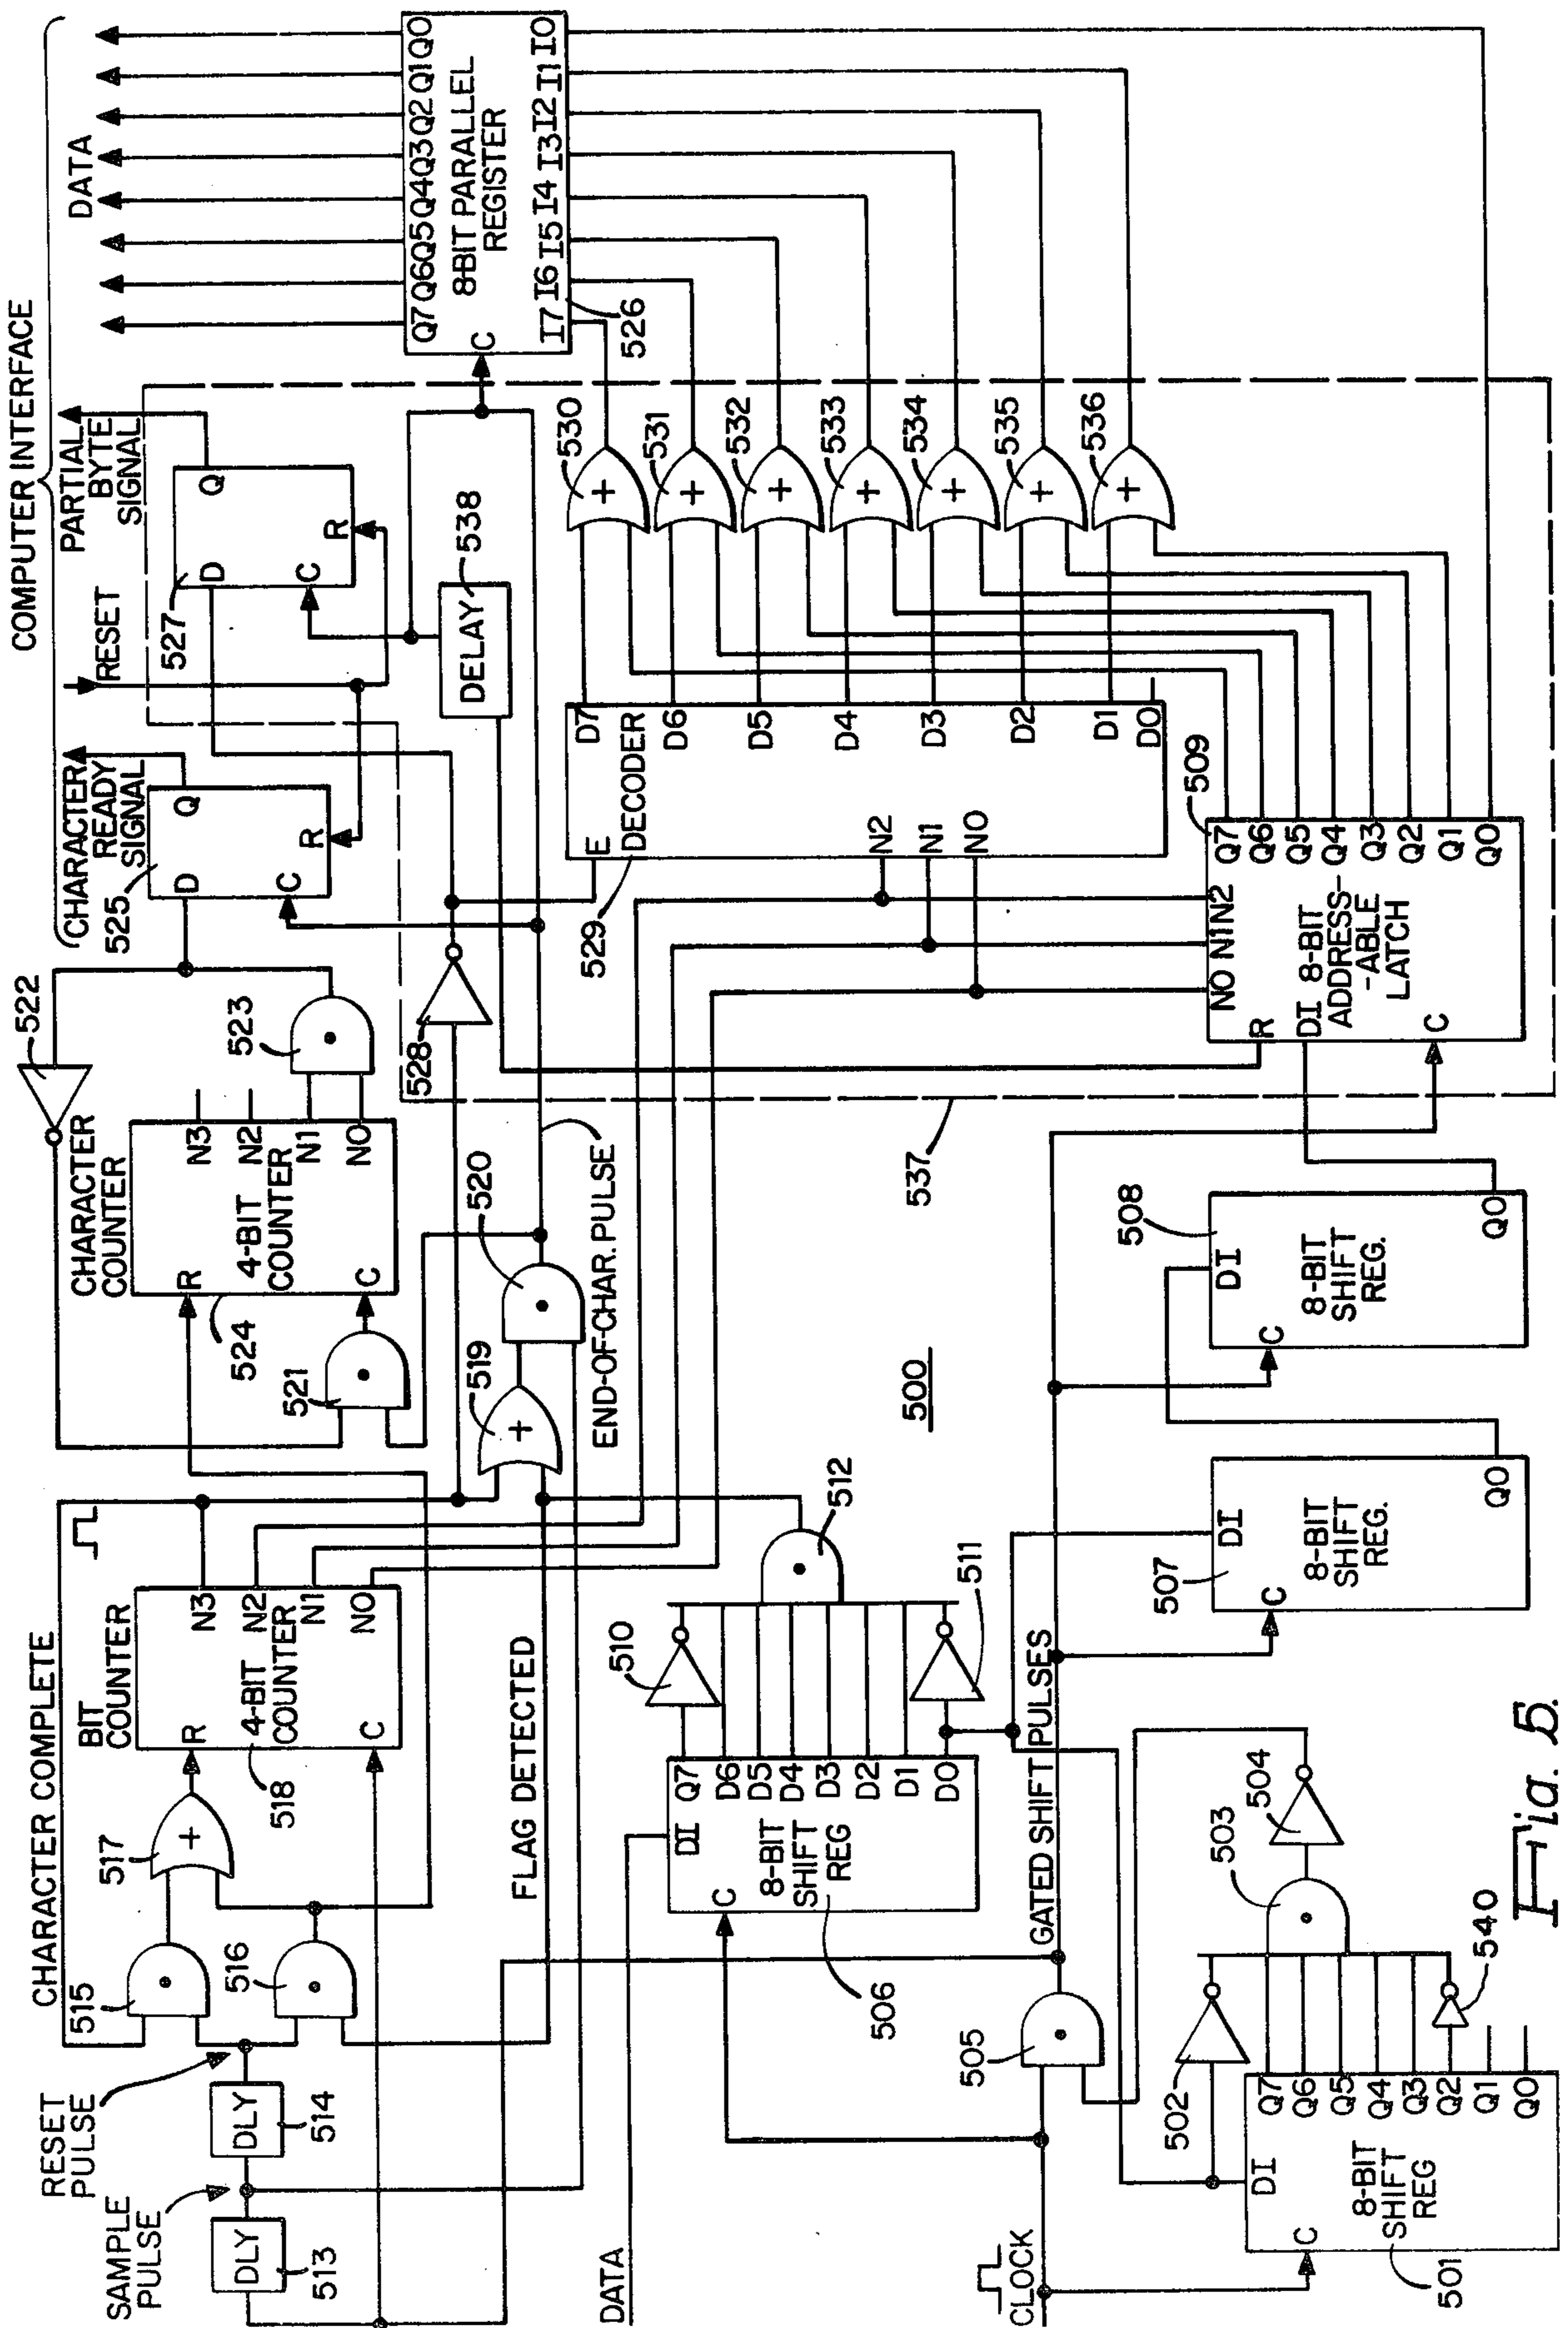 COMPUTER INTERFACE
CHARACTER
READY
SIGNAL
RESET
PARTIAL
BYTE
SIGNAL
DATA
CHARACTER COMPLETE
RESET
PULSE
SAMPLE
PULSE
DLY
513
DLY
514
515
516
517
BIT
COUNTER
R
4-BIT
COUNTER
C
N3
N2
N1
N0
518
CHARACTER
COUNTER
R
4-BIT
COUNTER
C
N3
N2
N1
N0
524
521
522
523
525
D
Q
C
R
527
D
Q
C
R
Q7 Q6 Q5 Q4 Q3 Q2 Q1 Q0
8-BIT PARALLEL
REGISTER
C
I7 I6 I5 I4 I3 I2 I1 I0
526
519
520
END-OF-CHAR. PULSE
528
DELAY
538
FLAG DETECTED
DATA
DI
8-BIT
SHIFT
REG
C
Q7
D6
D5
D4
D3
D2
D1
D0
506
510
511
512
529
E
DECODER
N2
N1
N0
D7
D6
D5
D4
D3
D2
D1
D0
530
531
532
533
534
535
536
500
537
CLOCK
505
GATED SHIFT PULSES
502
503
504
540
DI
8-BIT
SHIFT
REG
C
Q7
Q6
Q5
Q4
Q3
Q2
Q1
Q0
501
507
DI
8-BIT
SHIFT
REG.
C
Q0
508
DI
8-BIT
SHIFT
REG.
C
Q0
509
R
N0 N1 N2
DI 8-BIT
ADDRESS-
-ABLE
LATCH
C
Q7
Q6
Q5
Q4
Q3
Q2
Q1
Q0
Fig. 5.